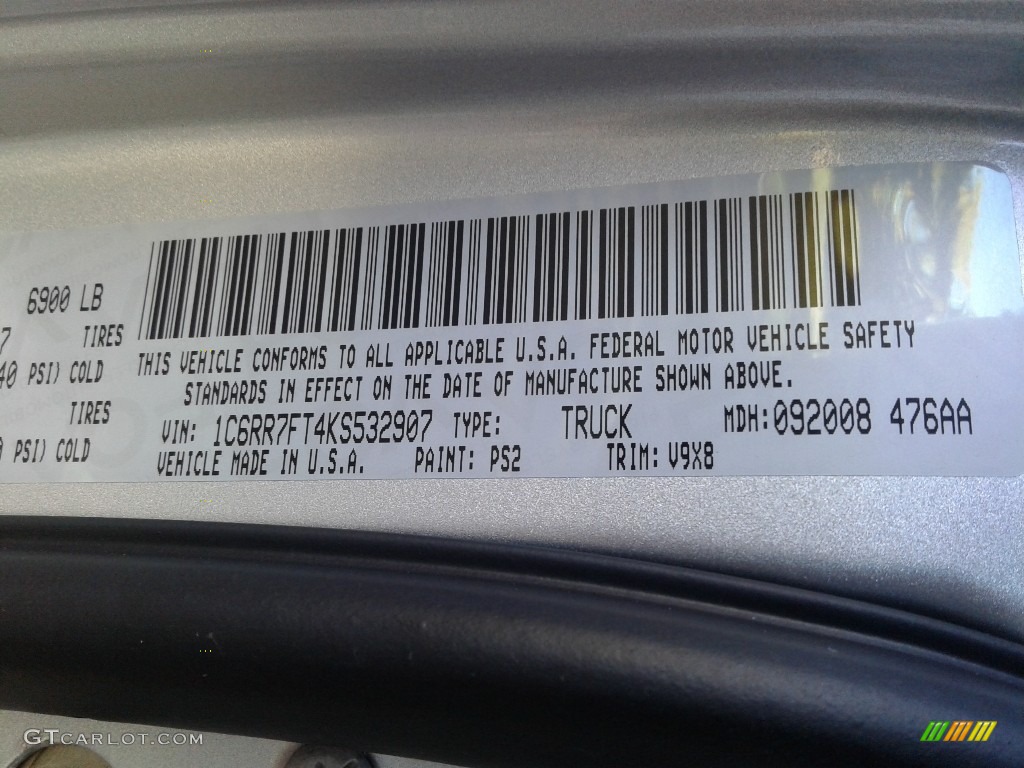 6900 LB
7 TIRES
40 PSI) COLD
TIRES
PSI) COLD
THIS VEHICLE CONFORMS TO ALL APPLICABLE U.S.A. FEDERAL MOTOR VEHICLE SAFETY
STANDARDS IN EFFECT ON THE DATE OF MANUFACTURE SHOWN ABOVE.
VIN: 1C6RR7FT4KS532907 TYPE: TRUCK MDH:092008 476AA
VEHICLE MADE IN U.S.A. PAINT: PS2 TRIM: V9X8
GTCARLOT.COM